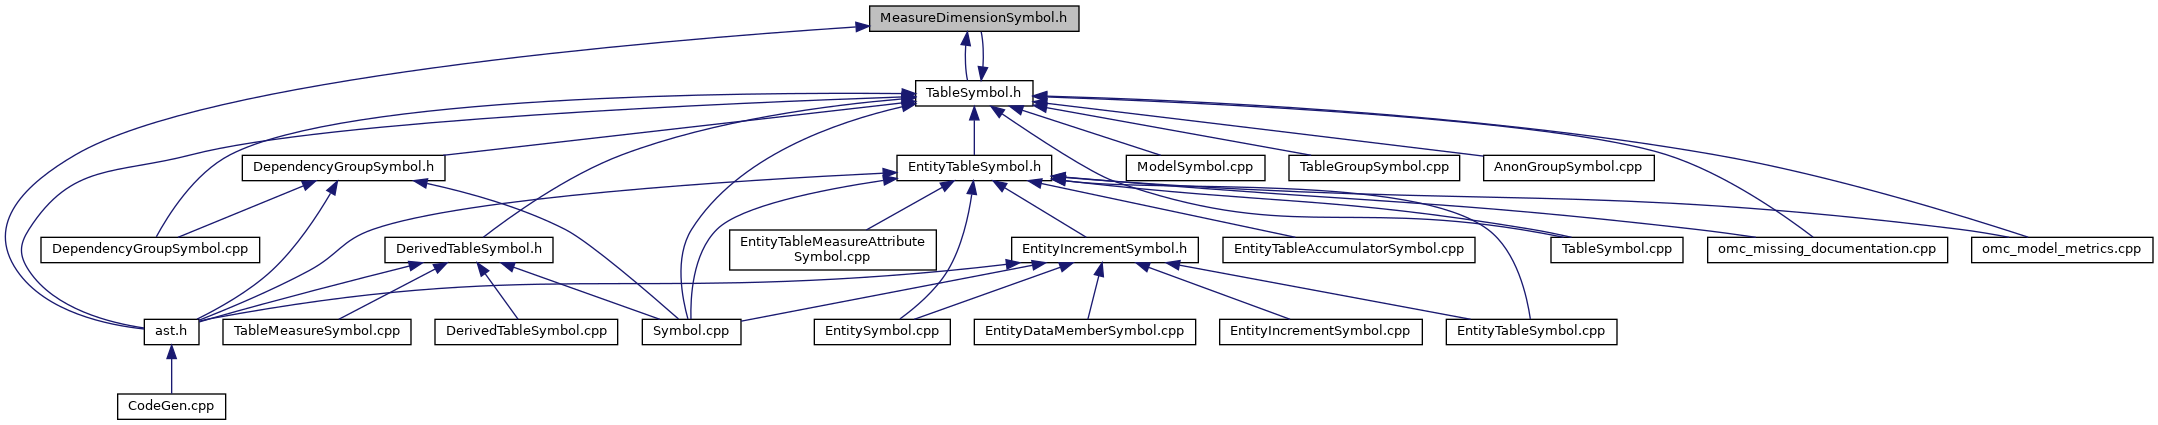 MeasureDimensionSymbol.h
TableSymbol.h
DependencyGroupSymbol.h
EntityTableSymbol.h
ModelSymbol.cpp
TableGroupSymbol.cpp
AnonGroupSymbol.cpp
DependencyGroupSymbol.cpp
DerivedTableSymbol.h
EntityTableMeasureAttribute
Symbol.cpp
EntityIncrementSymbol.h
EntityTableAccumulatorSymbol.cpp
TableSymbol.cpp
omc_missing_documentation.cpp
omc_model_metrics.cpp
ast.h
TableMeasureSymbol.cpp
DerivedTableSymbol.cpp
Symbol.cpp
EntitySymbol.cpp
EntityDataMemberSymbol.cpp
EntityIncrementSymbol.cpp
EntityTableSymbol.cpp
CodeGen.cpp